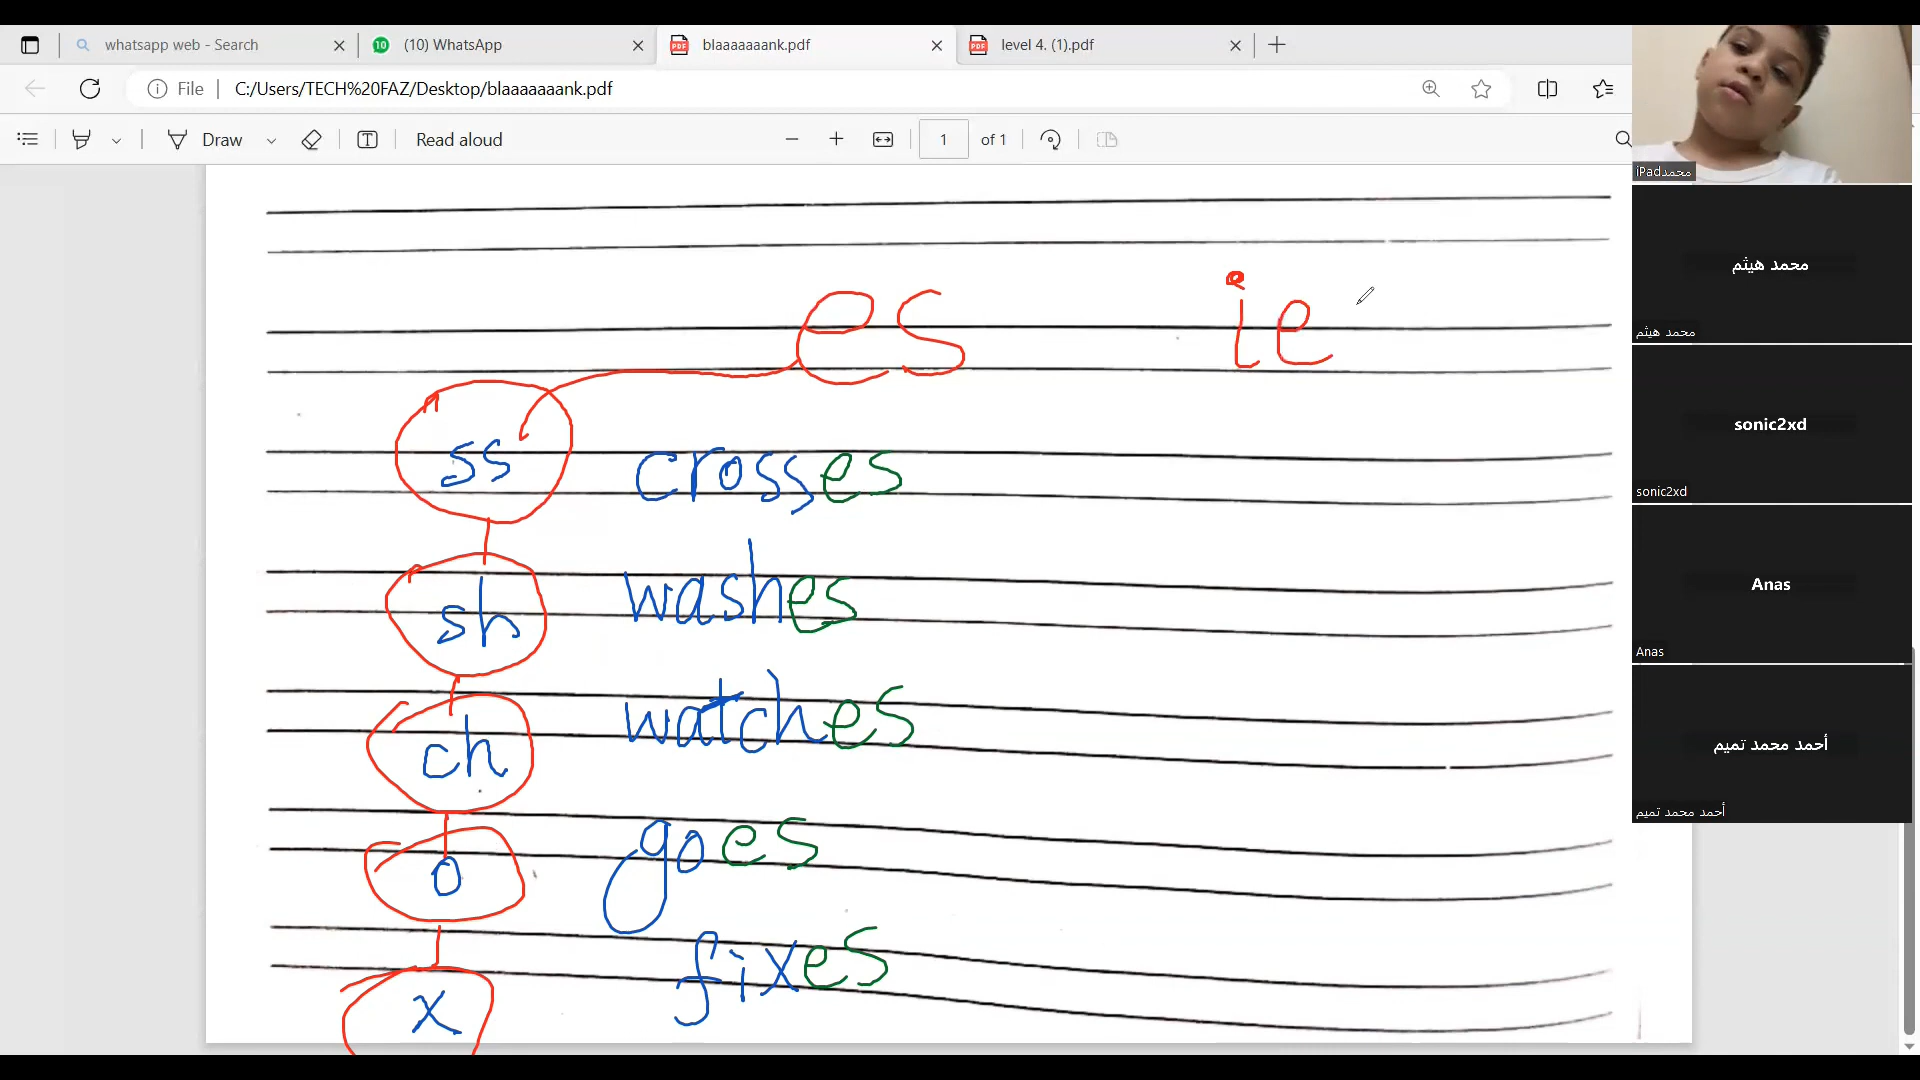 whatsapp web - Search
(10) WhatsApp
blaaaaaaank.pdf
level 4. (1).pdf
File
C:/Users/TECH%20FAZ/Desktop/blaaaaaaank.pdf
Draw
Read aloud
1 of 1
iPadمحمد
es ie
محمد هيثم
محمد هيثم
ss crosses
sonic2xd
sonic2xd
sh washes
Anas
Anas
ch watches
أحمد محمد تميم
أحمد محمد تميم
o goes
x fixes